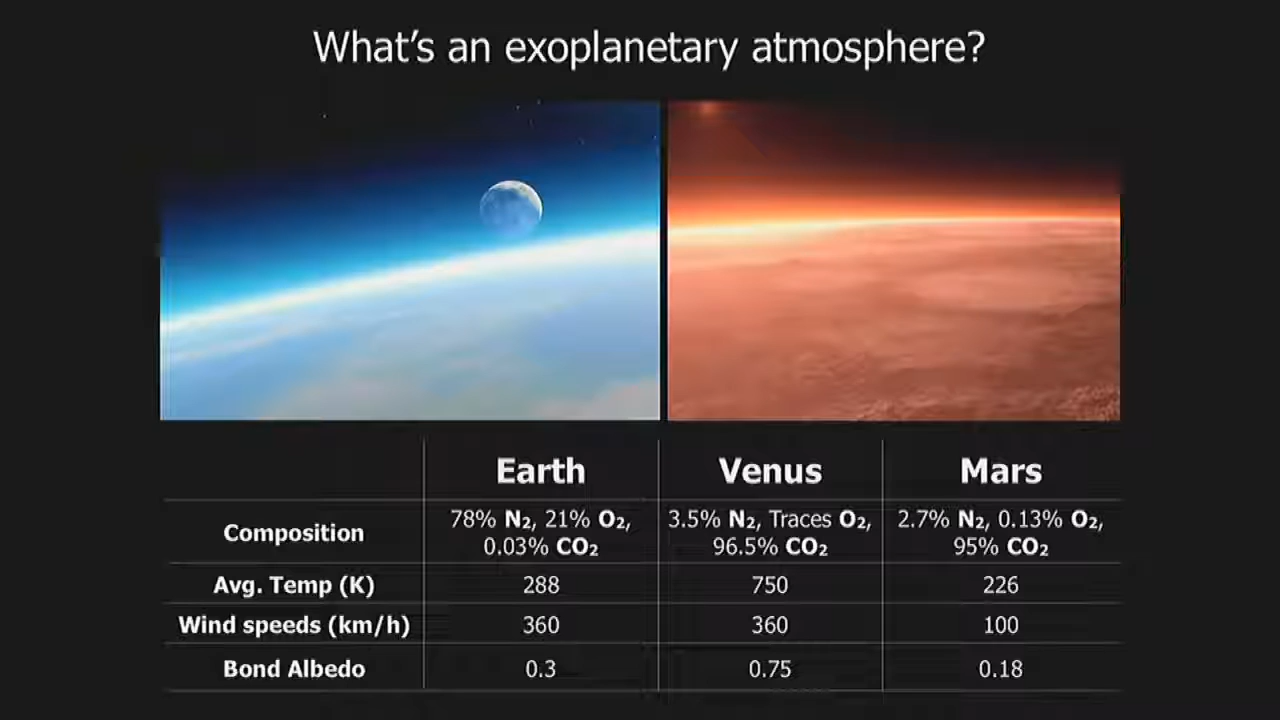 What's an exoplanetary atmosphere?
Earth Venus Mars
Composition
78% N₂, 21% O₂,
0.03% CO₂
3.5% N₂, Traces O₂,
96.5% CO₂
2.7% N₂, 0.13% O₂,
95% CO₂
Avg. Temp (K) 288 750 226
Wind speeds (km/h) 360 360 100
Bond Albedo 0.3 0.75 0.18